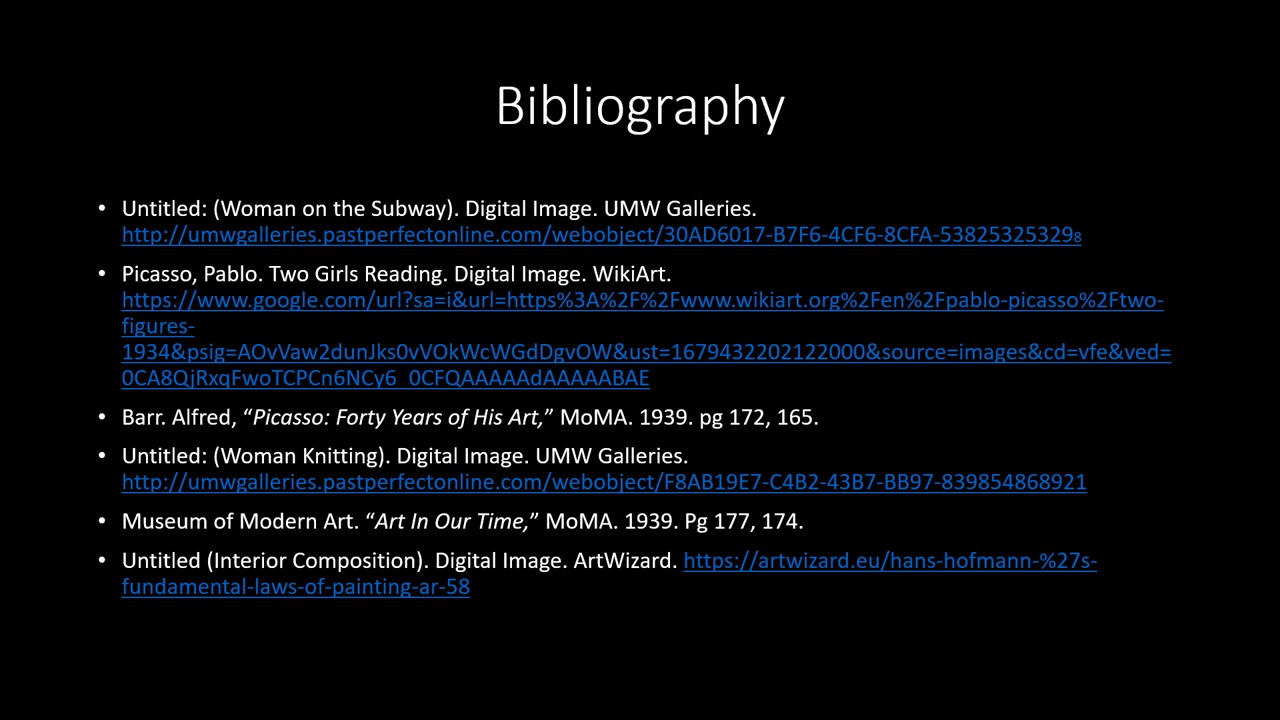 Bibliography
• Untitled: (Woman on the Subway). Digital Image. UMW Galleries.
http://umwgalleries.pastperfectonline.com/webobject/30AD6017-B7F6-4CF6-8CFA-538253253298
• Picasso, Pablo. Two Girls Reading. Digital Image. WikiArt.
https://www.google.com/url?sa=i&url=https%3A%2F%2Fwww.wikiart.org%2Fen%2Fpablo-picasso%2Ftwo-
figures-
1934&psig=AOvVaw2dunJks0vVOkWcWGdDgvOW&ust=1679432202122000&source=images&cd=vfe&ved=
0CA8QjRxqFwoTCPCn6NCy6_0CFQAAAAAdAAAAABAE
• Barr. Alfred, “Picasso: Forty Years of His Art,” MoMA. 1939. pg 172, 165.
• Untitled: (Woman Knitting). Digital Image. UMW Galleries.
http://umwgalleries.pastperfectonline.com/webobject/F8AB19E7-C4B2-43B7-BB97-839854868921
• Museum of Modern Art. “Art In Our Time,” MoMA. 1939. Pg 177, 174.
• Untitled (Interior Composition). Digital Image. ArtWizard. https://artwizard.eu/hans-hofmann-%27s-
fundamental-laws-of-painting-ar-58